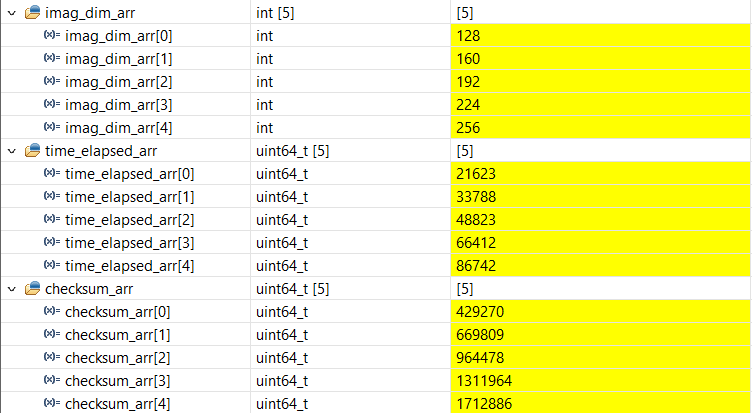 imag_dim_arr int [5] [5]
(x)= imag_dim_arr[0] int 128
(x)= imag_dim_arr[1] int 160
(x)= imag_dim_arr[2] int 192
(x)= imag_dim_arr[3] int 224
(x)= imag_dim_arr[4] int 256
time_elapsed_arr uint64_t [5] [5]
(x)= time_elapsed_arr[0] uint64_t 21623
(x)= time_elapsed_arr[1] uint64_t 33788
(x)= time_elapsed_arr[2] uint64_t 48823
(x)= time_elapsed_arr[3] uint64_t 66412
(x)= time_elapsed_arr[4] uint64_t 86742
checksum_arr uint64_t [5] [5]
(x)= checksum_arr[0] uint64_t 429270
(x)= checksum_arr[1] uint64_t 669809
(x)= checksum_arr[2] uint64_t 964478
(x)= checksum_arr[3] uint64_t 1311964
(x)= checksum_arr[4] uint64_t 1712886